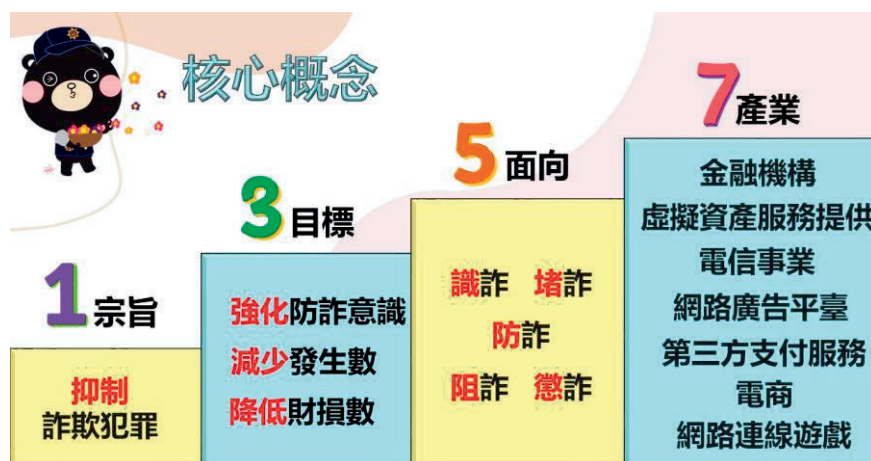 核心概念
1宗旨
抑制
詐欺犯罪
3目標
強化防詐意識
減少發生數
降低財損數
5面向
識詐 堵詐
防詐
阻詐 懲詐
7產業
金融機構
虛擬資產服務提供
電信事業
網路廣告平臺
第三方支付服務
電商
網路連線遊戲